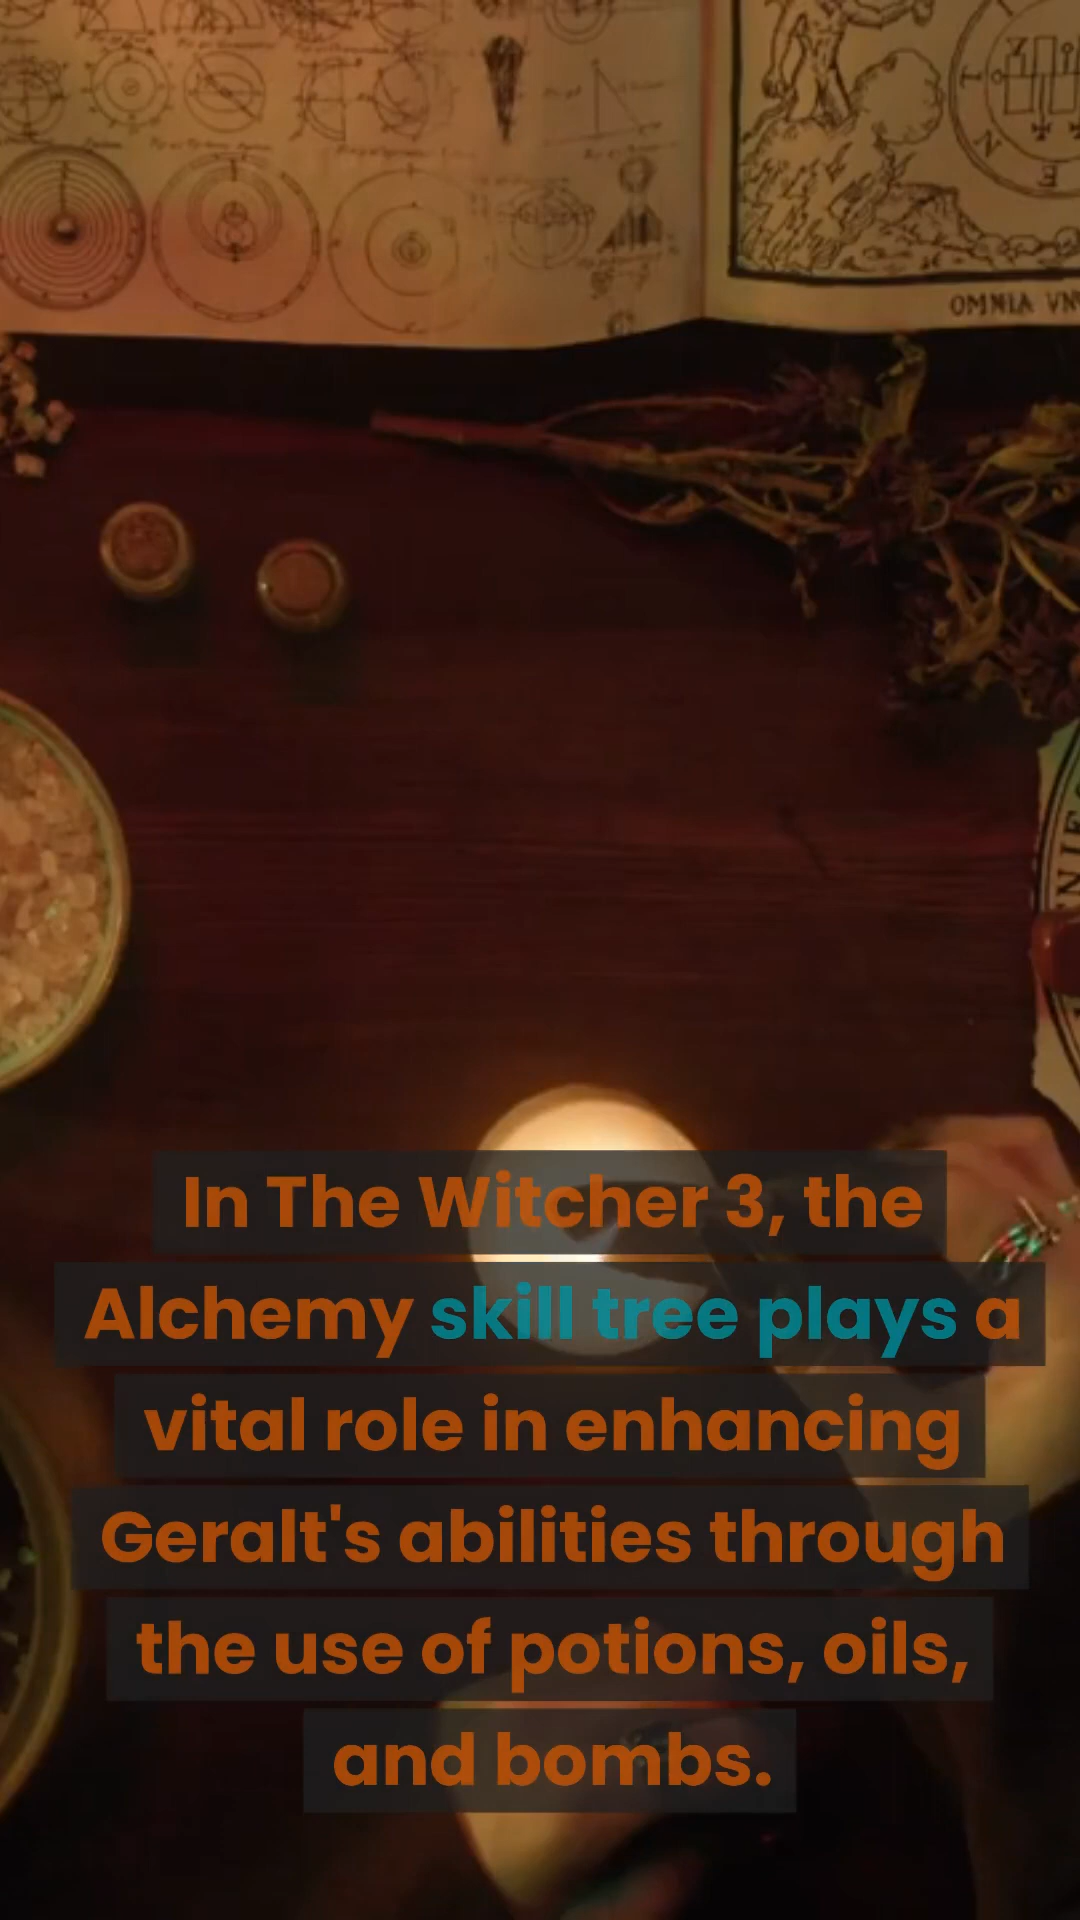 OMNIA
In The Witcher 3, the
Alchemy skill tree plays a
vital role in enhancing
Geralt's abilities through
the use of potions, oils,
and bombs.